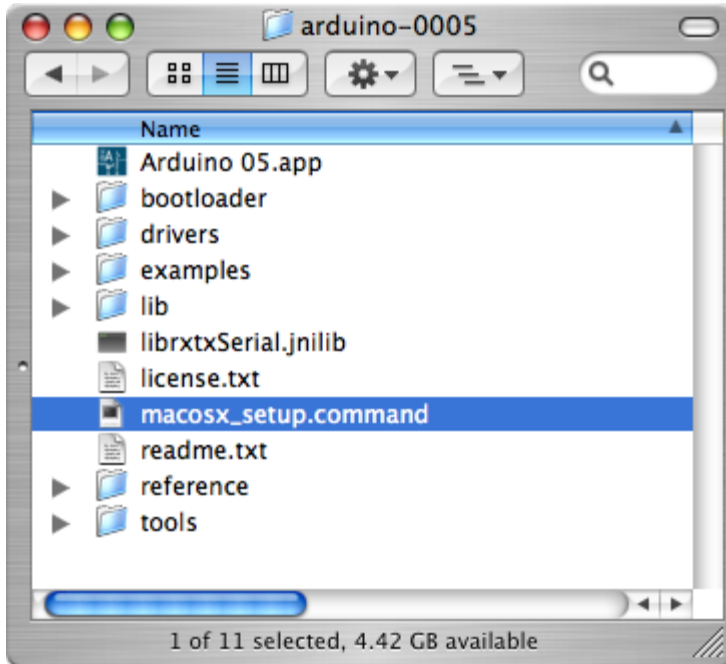 arduino-0005
Name
Arduino 05.app
bootloader
drivers
examples
lib
librxtxSerial.jnilib
license.txt
macosx_setup.command
readme.txt
reference
tools
1 of 11 selected, 4.42 GB available